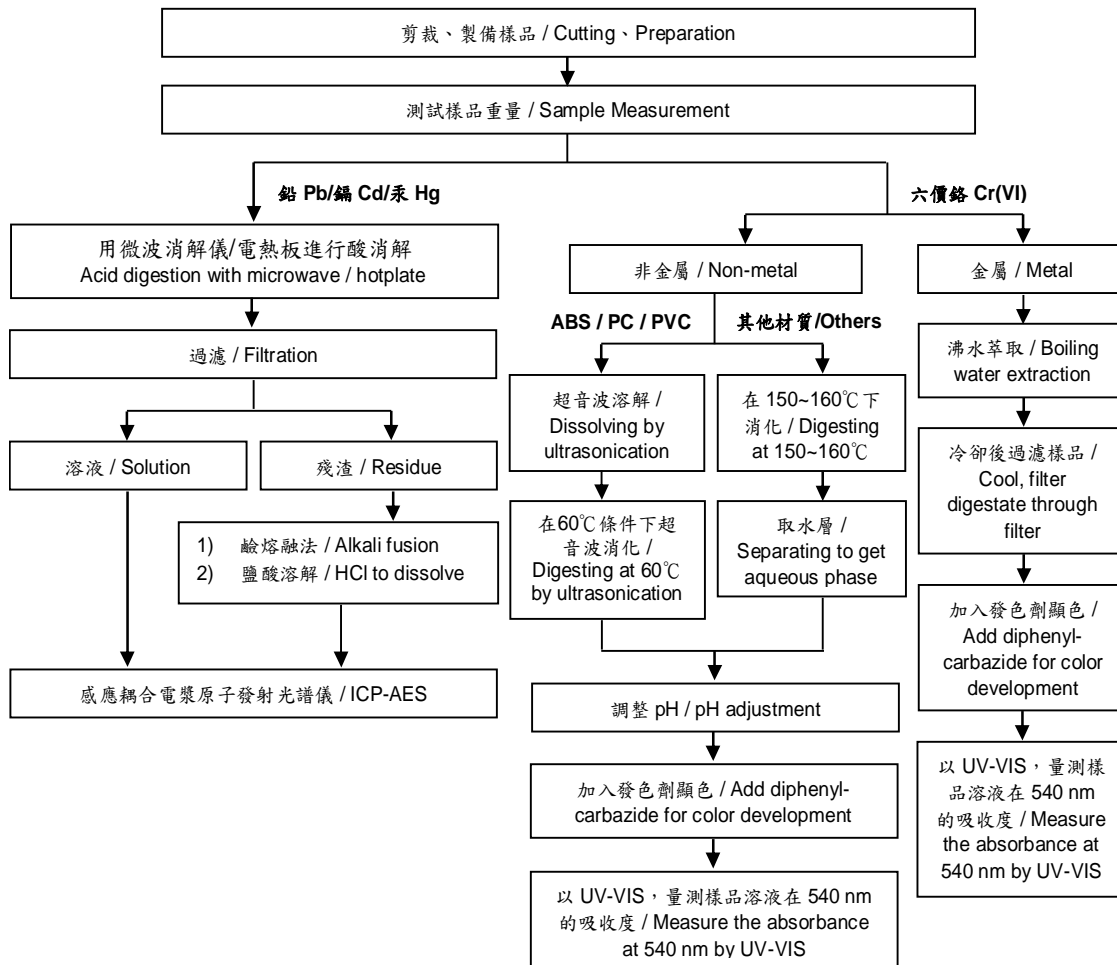 剪裁、製備樣品 / Cutting、Preparation
測試樣品重量 / Sample Measurement
鉛 Pb/鎘 Cd/汞 Hg
六價鉻 Cr(VI)
用微波消解儀/電熱板進行酸消解
Acid digestion with microwave / hotplate
非金屬 / Non-metal
金屬 / Metal
ABS / PC / PVC
其他材質/Others
過濾 / Filtration
沸水萃取 / Boiling
water extraction
超音波溶解 /
Dissolving by
ultrasonication
在 150~160℃下
消化 / Digesting
at 150~160℃
溶液 / Solution
殘渣 / Residue
冷卻後過濾樣品 /
Cool, filter
digestate through
filter
1) 鹼熔融法 / Alkali fusion
2) 鹽酸溶解 / HCl to dissolve
在60℃條件下超
音波消化 /
Digesting at 60℃
by ultrasonication
取水層 /
Separating to get
aqueous phase
加入發色劑顯色 /
Add diphenyl-
carbazide for color
development
感應耦合電漿原子發射光譜儀 / ICP-AES
調整 pH / pH adjustment
以 UV-VIS，量測樣
品溶液在 540 nm
的吸收度 / Measure
the absorbance at
540 nm by UV-VIS
加入發色劑顯色 / Add diphenyl-
carbazide for color development
以 UV-VIS，量測樣品溶液在 540 nm
的吸收度 / Measure the absorbance
at 540 nm by UV-VIS